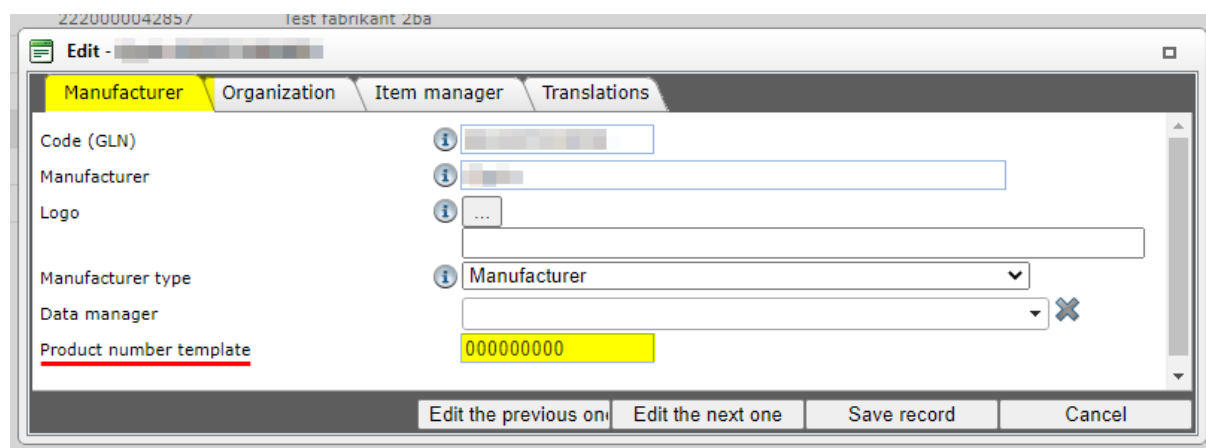 2220000042857 Test fabrikant 2ba
Edit -
Manufacturer Organization Item manager Translations
Code (GLN)
Manufacturer
Logo ...
Manufacturer type Manufacturer
Data manager
Product number template 000000000
Edit the previous one Edit the next one Save record Cancel